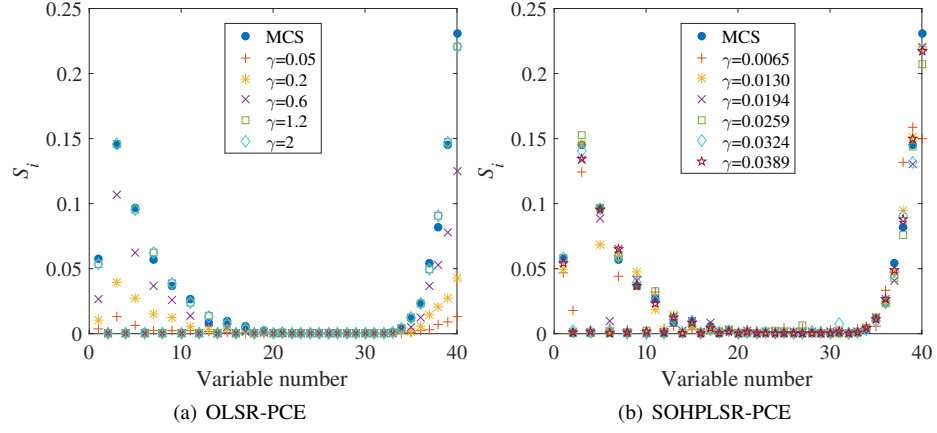 0.25
0.2
0.15
0.1
0.05
0
S_i
0 10 20 30 40
Variable number
MCS
γ=0.05
γ=0.2
γ=0.6
γ=1.2
γ=2
(a) OLSR-PCE
0.25
0.2
0.15
0.1
0.05
0
S_i
0 10 20 30 40
Variable number
MCS
γ=0.0065
γ=0.0130
γ=0.0194
γ=0.0259
γ=0.0324
γ=0.0389
(b) SOHPLSR-PCE